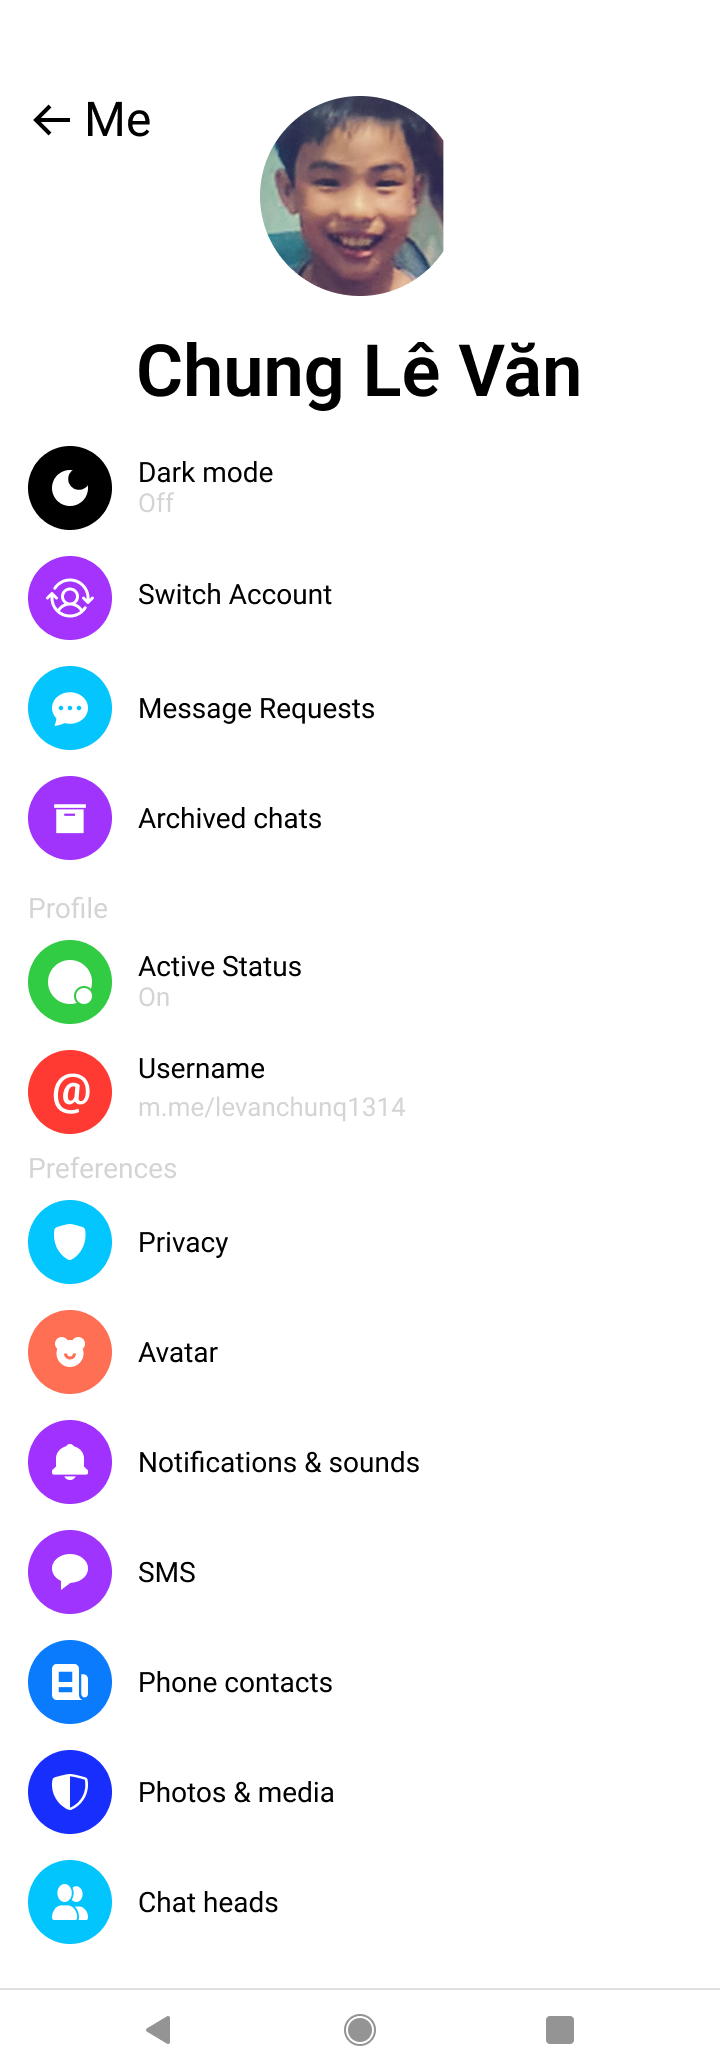 Me
Chung Lê Văn
Dark mode
Off
Switch Account
Message Requests
Archived chats
Profile
Active Status
On
@
Username
m.me/levanchunq1314
Preferences
Privacy
Avatar
Notifications & sounds
SMS
Phone contacts
Photos & media
Chat heads